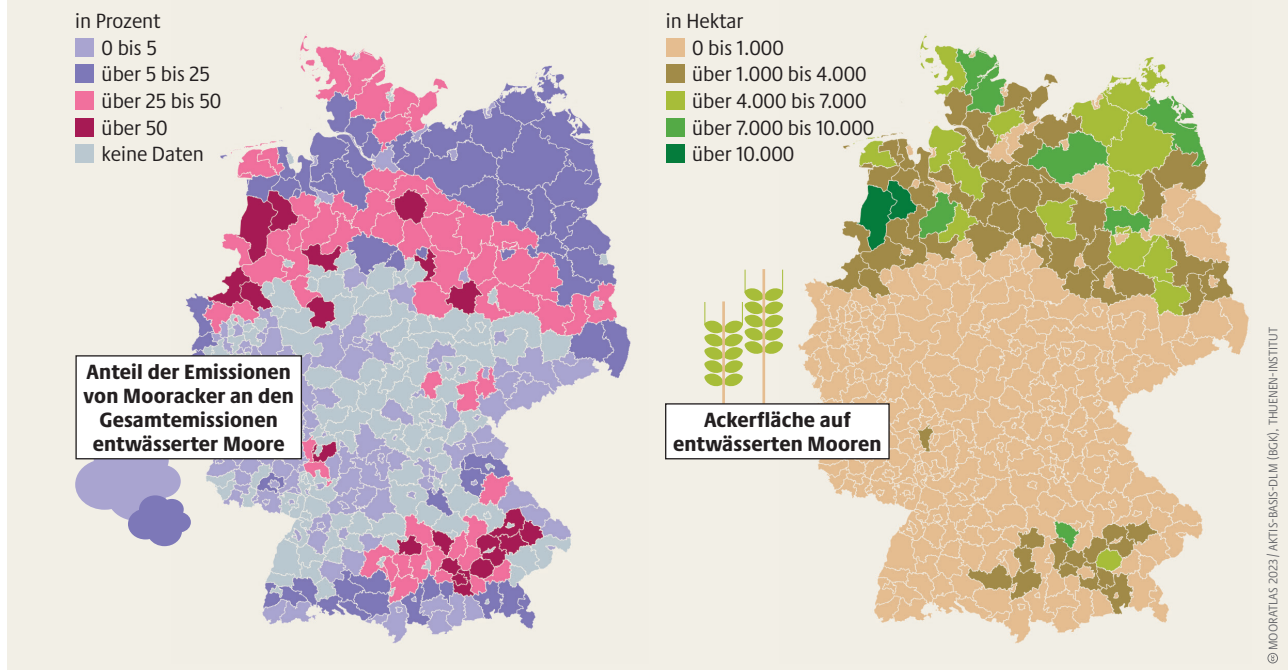 in Prozent
0 bis 5
über 5 bis 25
über 25 bis 50
über 50
keine Daten
Anteil der Emissionen
von Mooracker an den
Gesamtemissionen
entwässerter Moore
in Hektar
0 bis 1.000
über 1.000 bis 4.000
über 4.000 bis 7.000
über 7.000 bis 10.000
über 10.000
Ackerfläche auf
entwässerten Mooren
© MOORATLAS 2023 / AKTIS-BASIS-DLM (BGK), THUENEN-INSTITUT